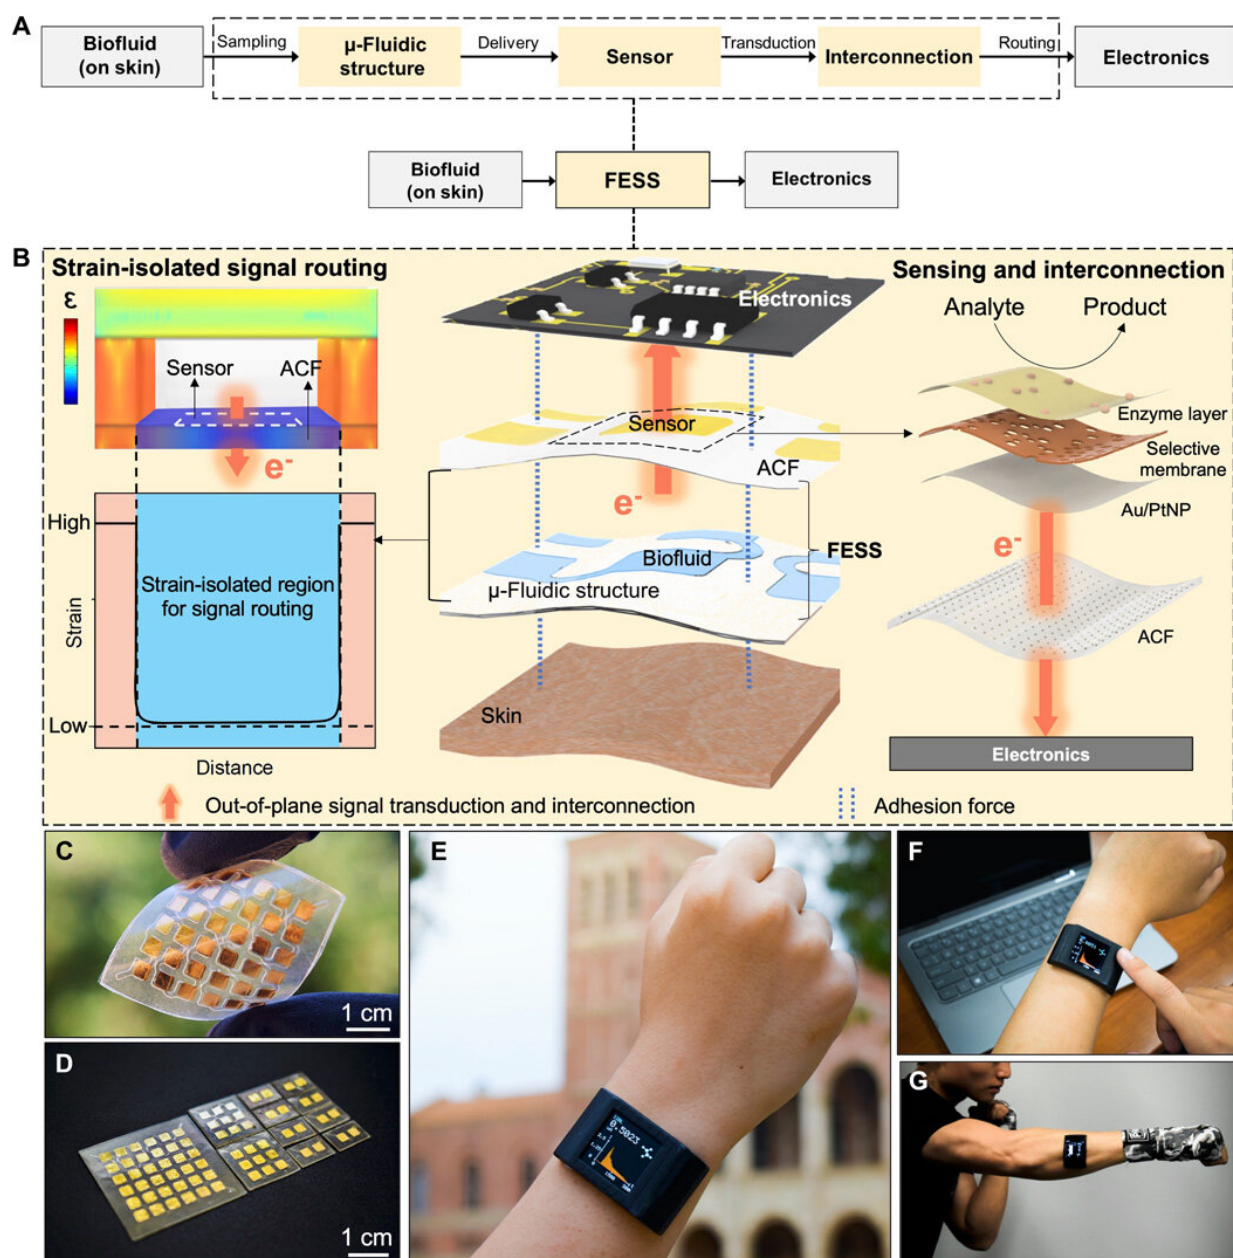 A
Biofluid
(on skin)
Sampling
μ-Fluidic
structure
Delivery
Sensor
Transduction
Interconnection
Routing
Electronics
Biofluid
(on skin)
FESS
Electronics
B
Strain-isolated signal routing
ε
Sensor
ACF
e-
High
Strain-isolated region
for signal routing
Strain
Low
Distance
Electronics
Sensor
ACF
e-
Biofluid
FESS
μ-Fluidic structure
Skin
Sensing and interconnection
Analyte
Product
Enzyme layer
Selective
membrane
Au/PtNP
e-
ACF
Electronics
Out-of-plane signal transduction and interconnection
Adhesion force
C
1 cm
D
1 cm
E
0.5023
F
G